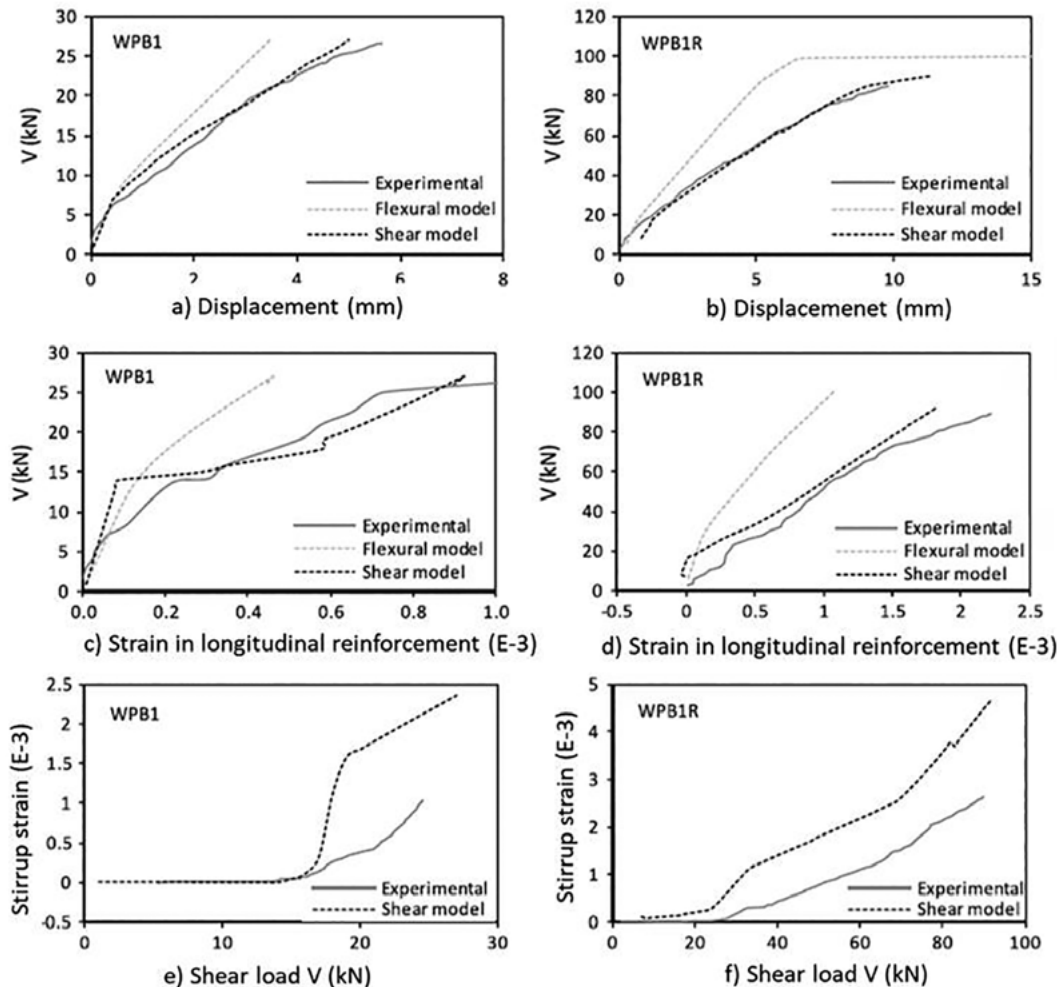 30
25
20
15
10
5
0
V (kN)
WPB1
Experimental
Flexural model
Shear model
0 2 4 6 8
a) Displacement (mm)
120
100
80
60
40
20
0
V (kN)
WPB1R
Experimental
Flexural model
Shear model
0 5 10 15
b) Displacemenet (mm)
30
25
20
15
10
5
0
V (kN)
WPB1
Experimental
Flexural model
Shear model
0.0 0.2 0.4 0.6 0.8 1.0
c) Strain in longitudinal reinforcement (E-3)
120
100
80
60
40
20
0
V (kN)
WPB1R
Experimental
Flexural model
Shear model
-0.5 0 0.5 1 1.5 2 2.5
d) Strain in longitudinal reinforcement (E-3)
2.5
2
1.5
1
0.5
0
-0.5
Stirrup strain (E-3)
WPB1
Experimental
Shear model
0 10 20 30
e) Shear load V (kN)
5
4
3
2
1
0
Stirrup strain (E-3)
WPB1R
Experimental
Shear model
0 20 40 60 80 100
f) Shear load V (kN)